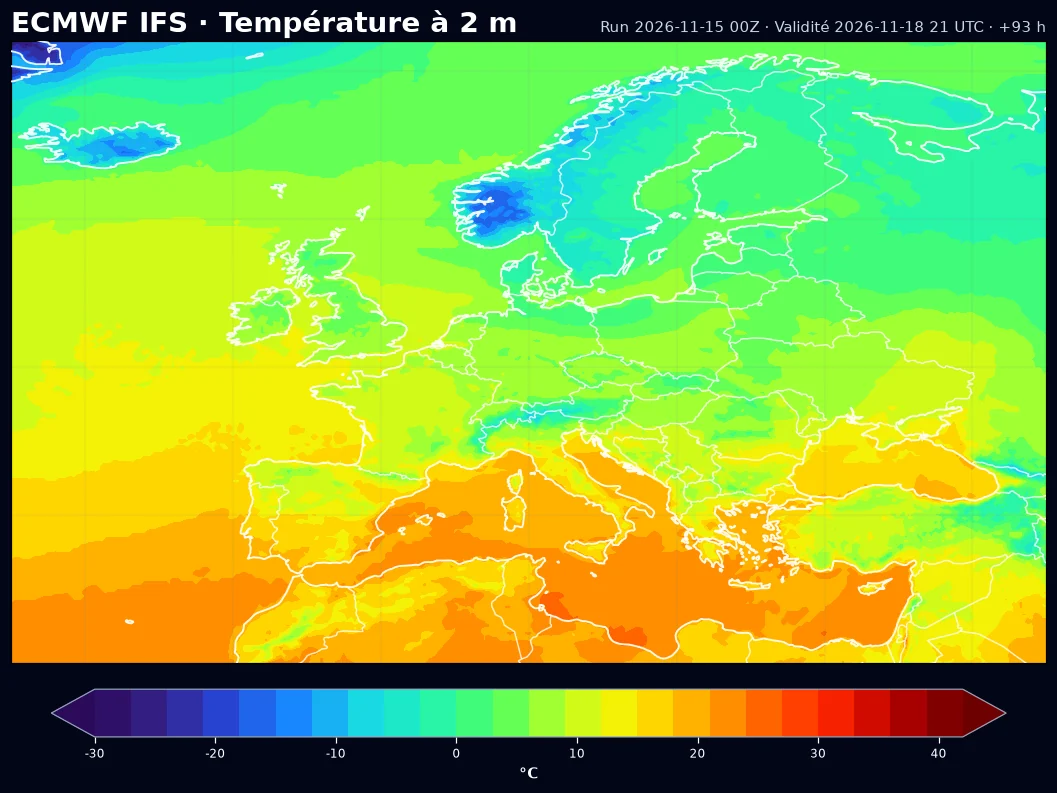 ECMWF IFS · Température à 2 m
Run 2026-11-15 00Z · Validité 2026-11-18 21 UTC · +93 h
-30 -20 -10 0 10 20 30 40
°C